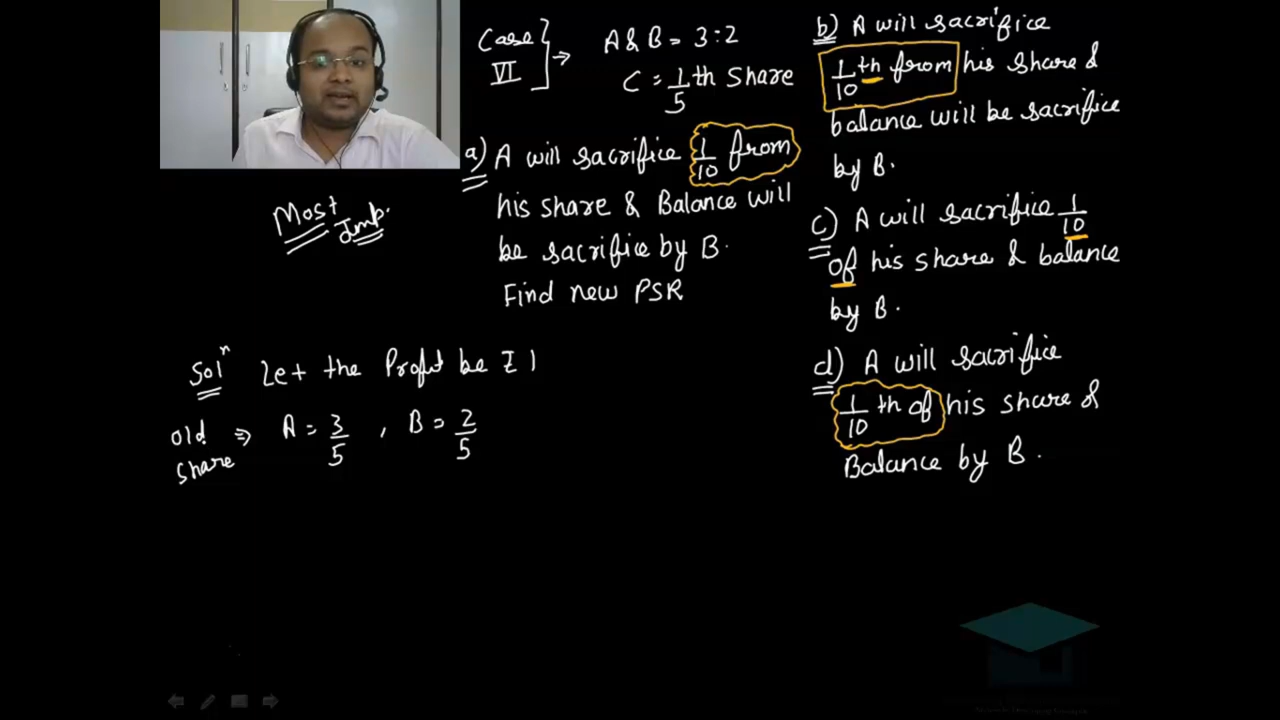 Case VI → A & B = 3:2
C = 1/5 th Share
a) A will sacrifice 1/10 from
his share & Balance will
be sacrifice by B.
Find new PSR
Most Imp.
b) A will sacrifice
1/10 th from his share &
balance will be sacrifice
by B.
c) A will sacrifice 1/10
of his share & balance
by B.
d) A will sacrifice
1/10 th of his share &
Balance by B.
Solⁿ Let the Profit be ₹ 1
Old share ⇒ A = 3/5 , B = 2/5